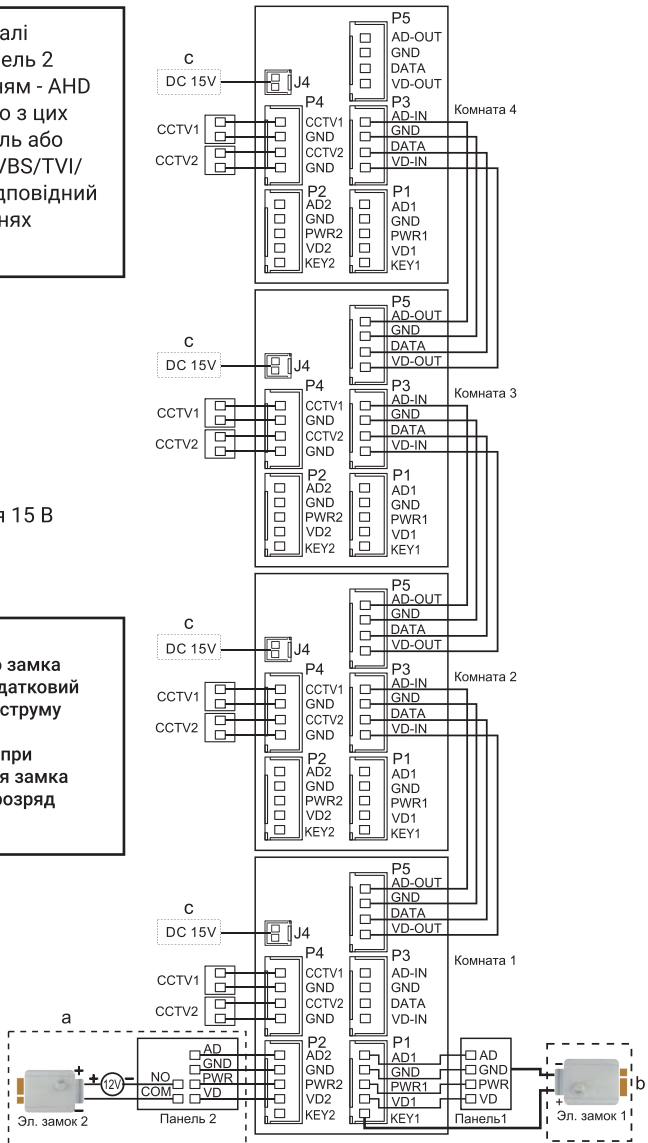 алі
ель 2
ням - AHD
о з цих
ль або
VBS/TVI/
дповідний
нях
я 15 В
о замка
датковий
струму
при
я замка
розряд
P5
AD-OUT
GND
DATA
VD-OUT
c
DC 15V
J4
P4
CCTV1
CCTV2
CCTV1
GND
CCTV2
GND
P3
AD-IN
GND
DATA
VD-IN
Комната 4
P2
AD2
GND
PWR2
VD2
KEY2
P1
AD1
GND
PWR1
VD1
KEY1
P5
AD-OUT
GND
DATA
VD-OUT
c
DC 15V
J4
P4
CCTV1
CCTV2
CCTV1
GND
CCTV2
GND
P3
AD-IN
GND
DATA
VD-IN
Комната 3
P2
AD2
GND
PWR2
VD2
KEY2
P1
AD1
GND
PWR1
VD1
KEY1
P5
AD-OUT
GND
DATA
VD-OUT
c
DC 15V
J4
P4
CCTV1
CCTV2
CCTV1
GND
CCTV2
GND
P3
AD-IN
GND
DATA
VD-IN
Комната 2
P2
AD2
GND
PWR2
VD2
KEY2
P1
AD1
GND
PWR1
VD1
KEY1
P5
AD-OUT
GND
DATA
VD-OUT
c
DC 15V
J4
P4
CCTV1
CCTV2
CCTV1
GND
CCTV2
GND
P3
AD-IN
GND
DATA
VD-IN
Комната 1
a
+
+ 12V −
−
NO
COM
AD
GND
PWR
VD
Эл. замок 2
Панель 2
P2
AD2
GND
PWR2
VD2
KEY2
P1
AD1
GND
PWR1
VD1
KEY1
AD
GND
PWR
VD
Панель1
−
+
Эл. замок 1
b